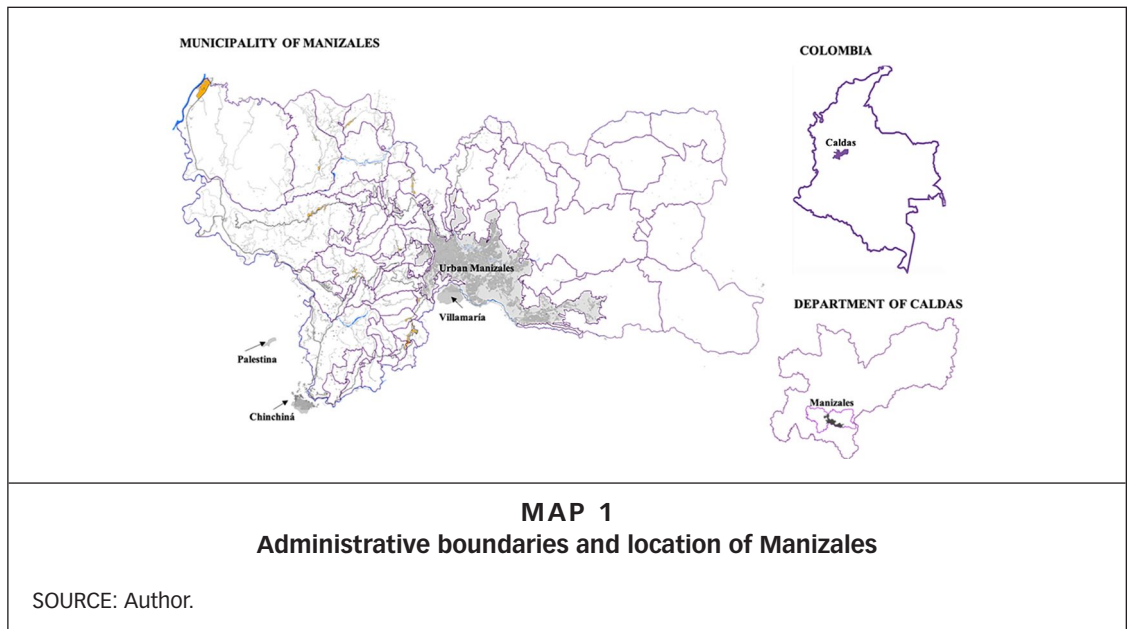 MUNICIPALITY OF MANIZALES
COLOMBIA
Caldas
Urban Manizales
Villamaría
Palestina
Chinchiná
DEPARTMENT OF CALDAS
Manizales
MAP 1
Administrative boundaries and location of Manizales
SOURCE: Author.